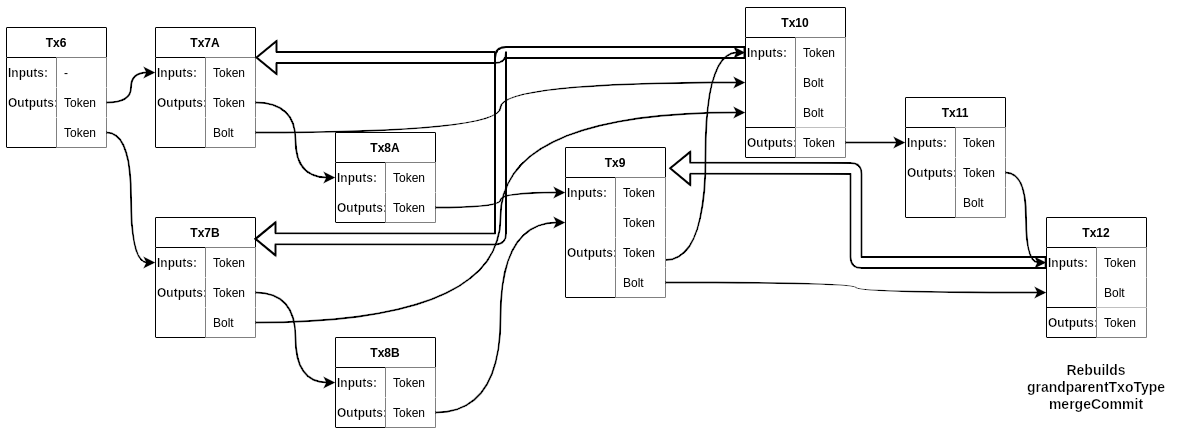 Tx6
Inputs: -
Outputs: Token
Token
Tx7A
Inputs: Token
Outputs: Token
Bolt
Tx8A
Inputs: Token
Outputs: Token
Tx7B
Inputs: Token
Outputs: Token
Bolt
Tx8B
Inputs: Token
Outputs: Token
Tx9
Inputs: Token
Token
Outputs: Token
Bolt
Tx10
Inputs: Token
Bolt
Bolt
Outputs: Token
Tx11
Inputs: Token
Outputs: Token
Bolt
Tx12
Inputs: Token
Bolt
Outputs: Token
Rebuilds
grandparentTxoType
mergeCommit